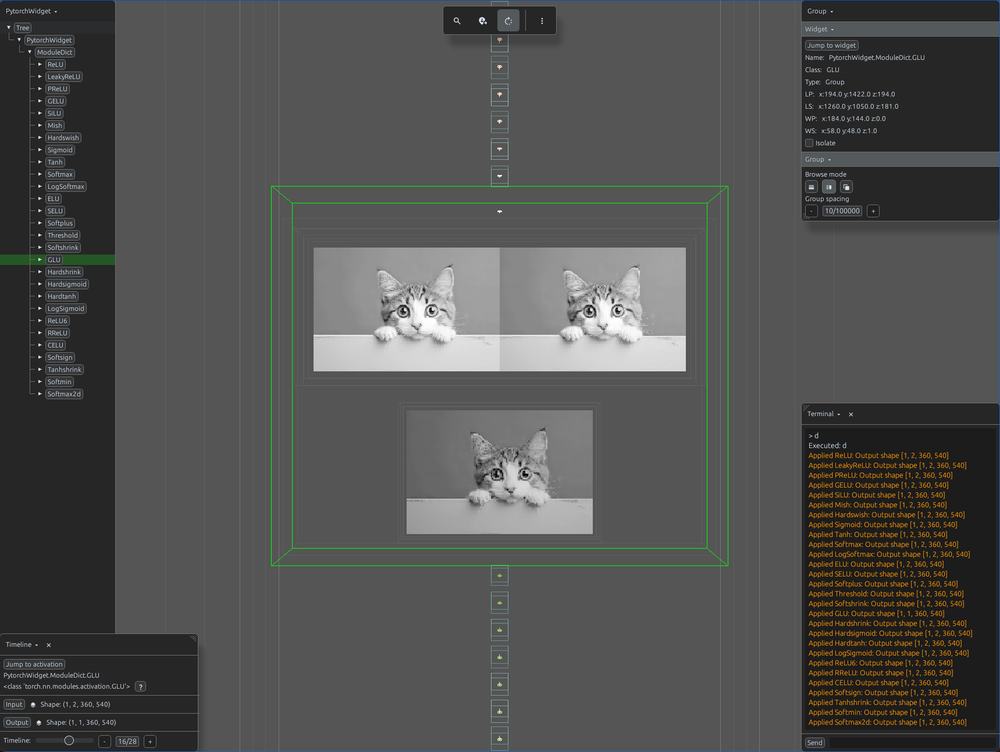 PytorchWidget
Tree
PytorchWidget
ModuleDict
ReLU
LeakyReLU
PReLU
GELU
SiLU
Mish
Hardswish
Sigmoid
Tanh
Softmax
LogSoftmax
ELU
SELU
Softplus
Threshold
Softshrink
GLU
Hardshrink
Hardsigmoid
Hardtanh
LogSigmoid
ReLU6
RReLU
CELU
Softsign
Tanhshrink
Softmin
Softmax2d
Timeline
Jump to activation
PytorchWidget.ModuleDict.GLU
<class 'torch.nn.modules.activation.GLU'> ?
Input Shape: (1, 2, 360, 540)
Output Shape: (1, 1, 360, 540)
Timeline: - 16/28 +
Group
Widget
Jump to widget
Name: PytorchWidget.ModuleDict.GLU
Class: GLU
Type: Group
LP: x:194.0 y:1422.0 z:194.0
LS: x:1260.0 y:1050.0 z:181.0
WP: x:184.0 y:144.0 z:0.0
WS: x:58.0 y:48.0 z:1.0
Isolate
Group
Browse mode
Group spacing
- 10/100000 +
Terminal
> d
Executed: d
Applied ReLU: Output shape [1, 2, 360, 540]
Applied LeakyReLU: Output shape [1, 2, 360, 540]
Applied PReLU: Output shape [1, 2, 360, 540]
Applied GELU: Output shape [1, 2, 360, 540]
Applied SiLU: Output shape [1, 2, 360, 540]
Applied Mish: Output shape [1, 2, 360, 540]
Applied Hardswish: Output shape [1, 2, 360, 540]
Applied Sigmoid: Output shape [1, 2, 360, 540]
Applied Tanh: Output shape [1, 2, 360, 540]
Applied Softmax: Output shape [1, 2, 360, 540]
Applied LogSoftmax: Output shape [1, 2, 360, 540]
Applied ELU: Output shape [1, 2, 360, 540]
Applied SELU: Output shape [1, 2, 360, 540]
Applied Softplus: Output shape [1, 2, 360, 540]
Applied Threshold: Output shape [1, 2, 360, 540]
Applied Softshrink: Output shape [1, 2, 360, 540]
Applied GLU: Output shape [1, 1, 360, 540]
Applied Hardshrink: Output shape [1, 2, 360, 540]
Applied Hardsigmoid: Output shape [1, 2, 360, 540]
Applied Hardtanh: Output shape [1, 2, 360, 540]
Applied LogSigmoid: Output shape [1, 2, 360, 540]
Applied ReLU6: Output shape [1, 2, 360, 540]
Applied RReLU: Output shape [1, 2, 360, 540]
Applied CELU: Output shape [1, 2, 360, 540]
Applied Softsign: Output shape [1, 2, 360, 540]
Applied Tanhshrink: Output shape [1, 2, 360, 540]
Applied Softmin: Output shape [1, 2, 360, 540]
Applied Softmax2d: Output shape [1, 2, 360, 540]
Send